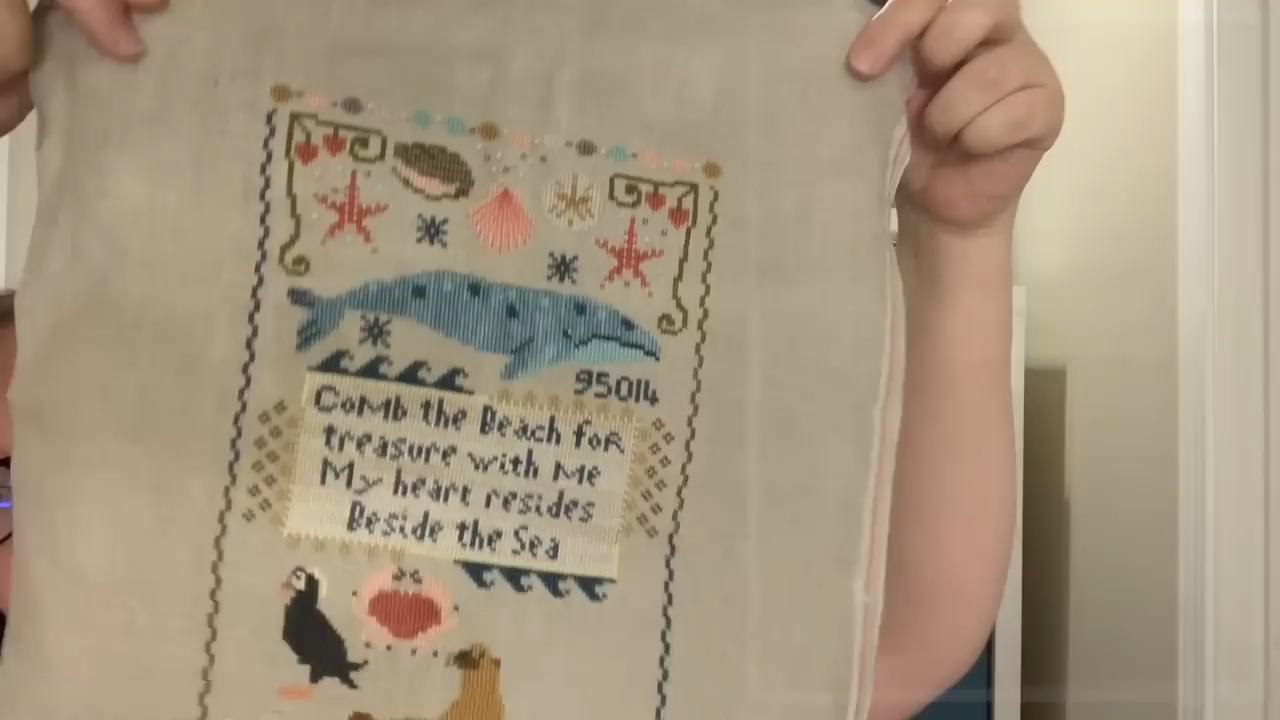 95014
CoMb the Beach foR
treasure with Me
My heart resides
Beside the Sea